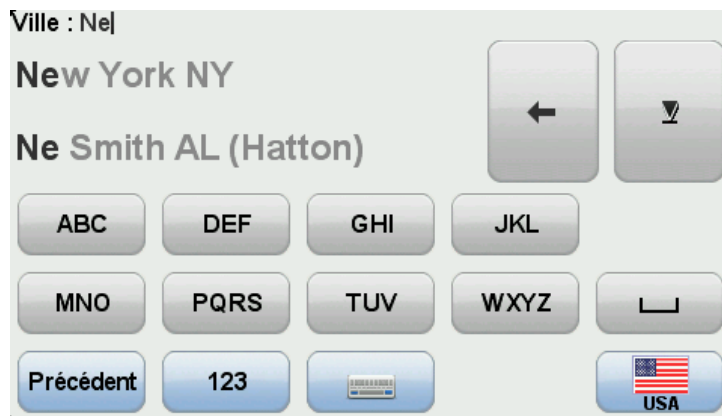 Ville : Ne
New York NY
Ne Smith AL (Hatton)
ABC DEF GHI JKL
MNO PQRS TUV WXYZ
Précédent 123 USA